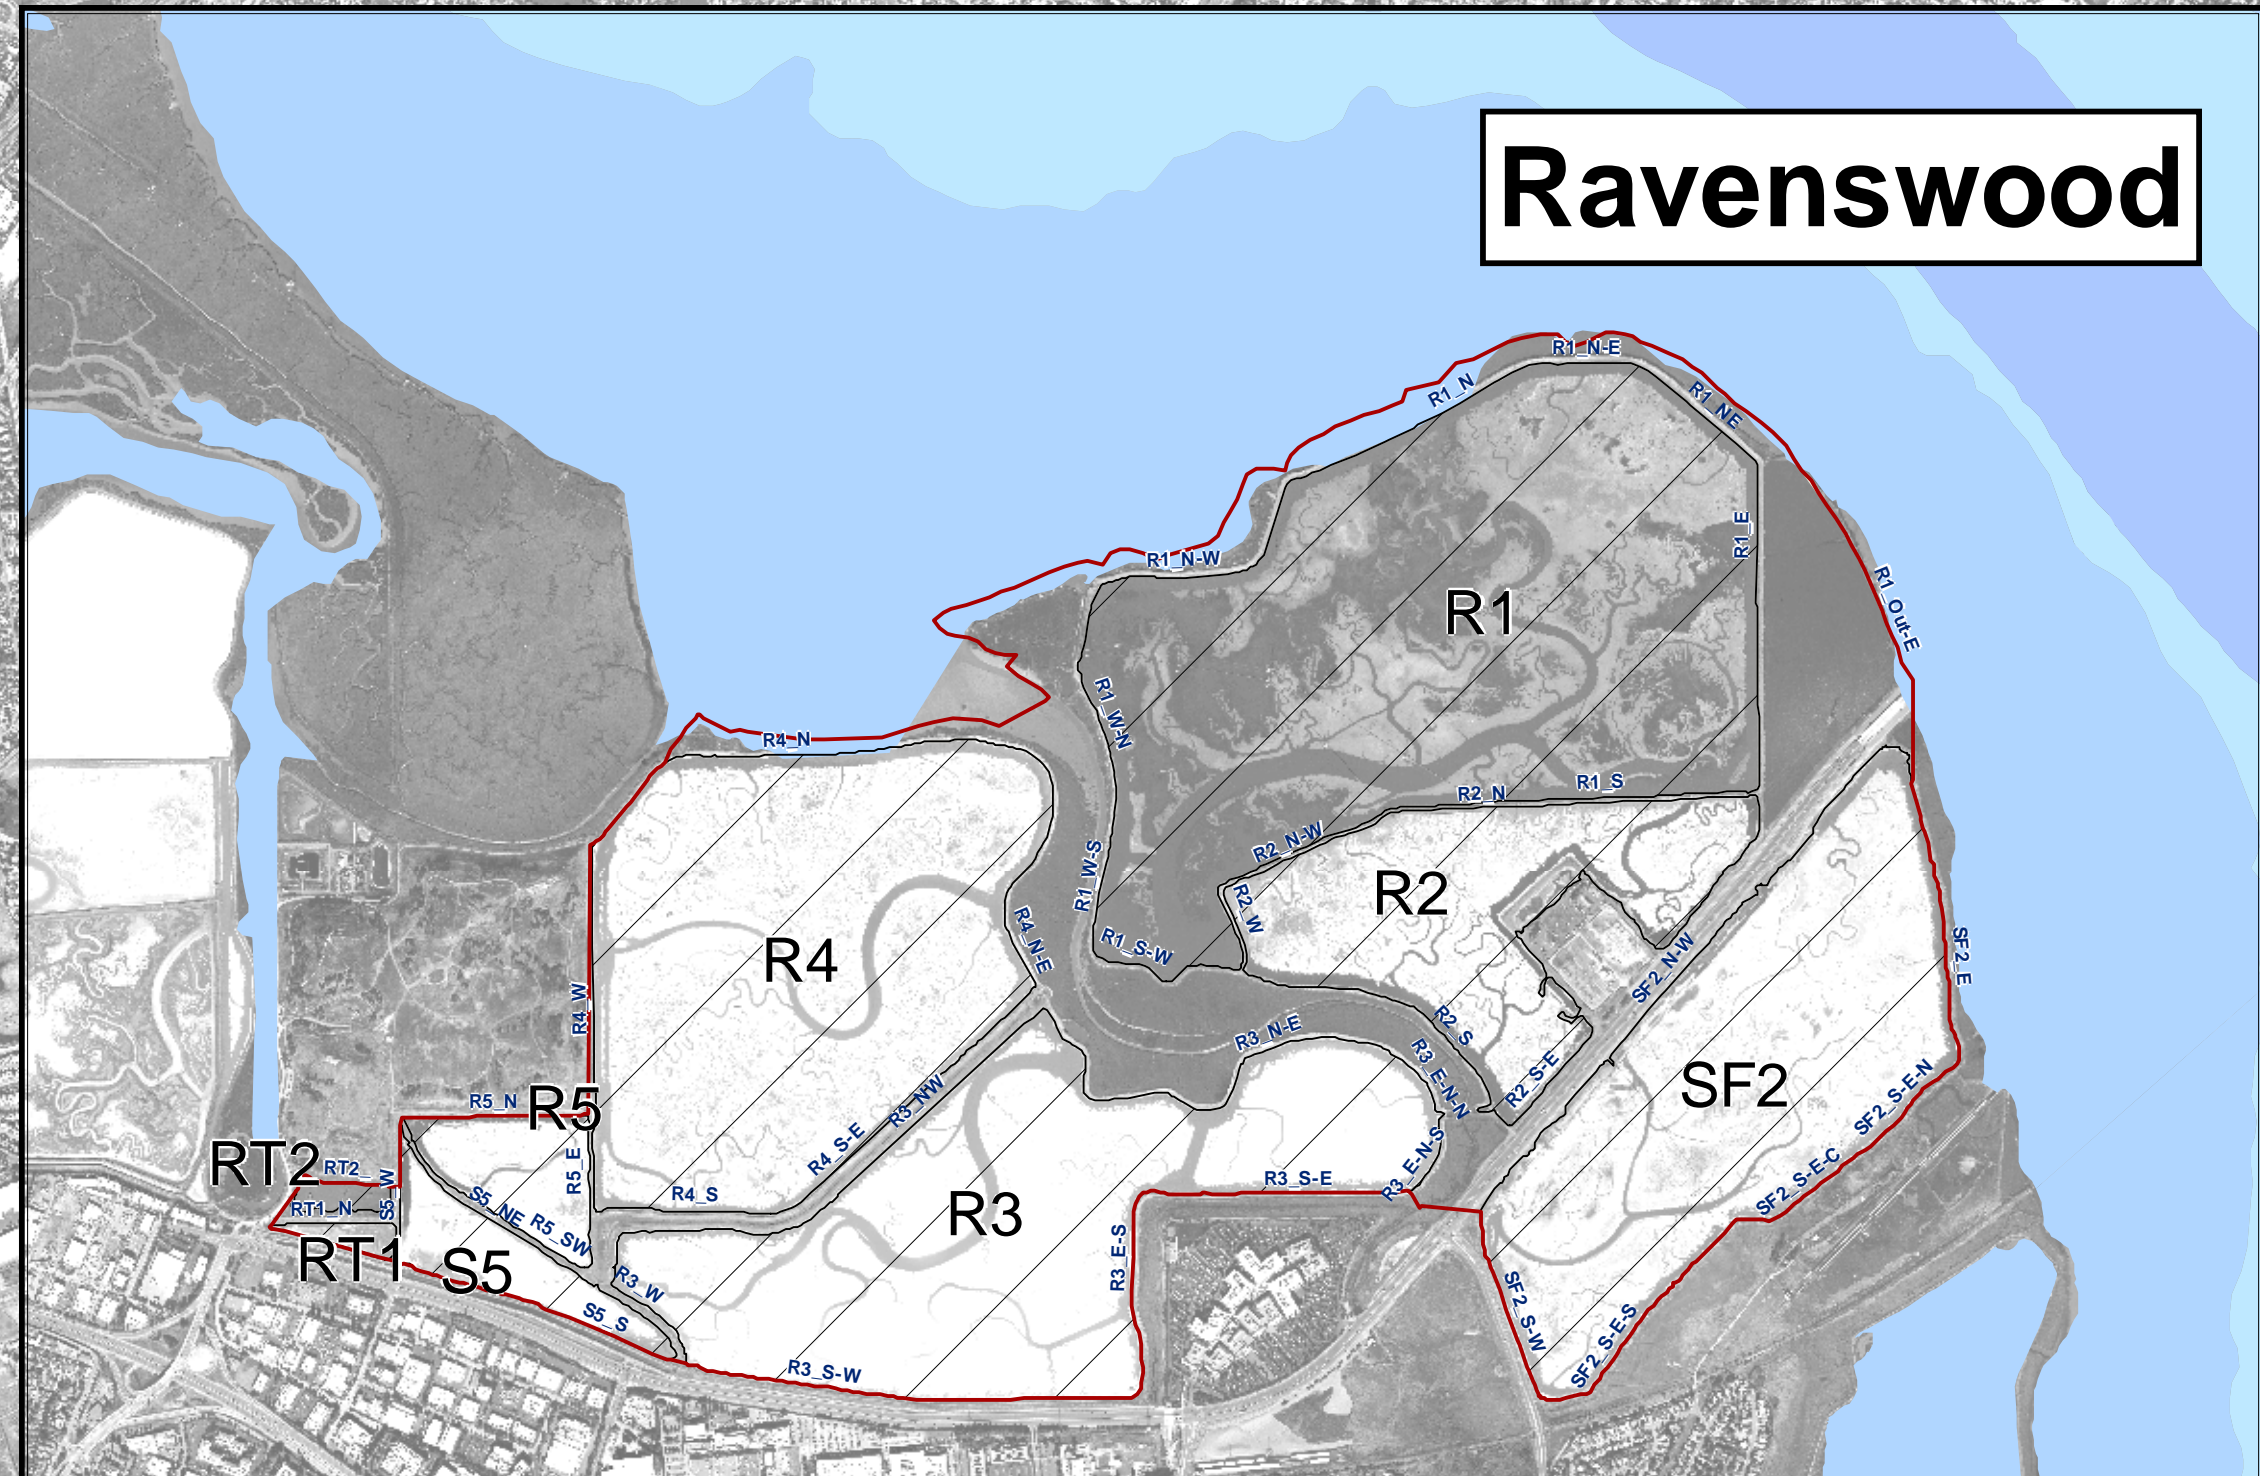 Ravenswood
R1_N-E
R1_N
R1_NE
R1_E
R1_N-W
R1_Out-E
R1
R1_W-N
R4_N
R1_S
R2_N
R2_N-W
R1_W-S
R2_W
R2
R4_N-E
R1_S-W
R4
SF2_N-W
SF2_E
R4_W
R2_S
R3_N-E
R3_E-N-N
R2_S-E
SF2
SF2_S-E-N
R5_N
R5
R3_NW
R4_S-E
R3_E-N-S
RT2
RT2_
S5_W
R5_E
R4_S
R3_S-E
SF2_S-E-C
RT1_N
S5_NE
R5_SW
R3
RT1
S5
R3_W
R3_E-S
S5_S
SF2_S-W
SF2_S-E-S
R3_S-W